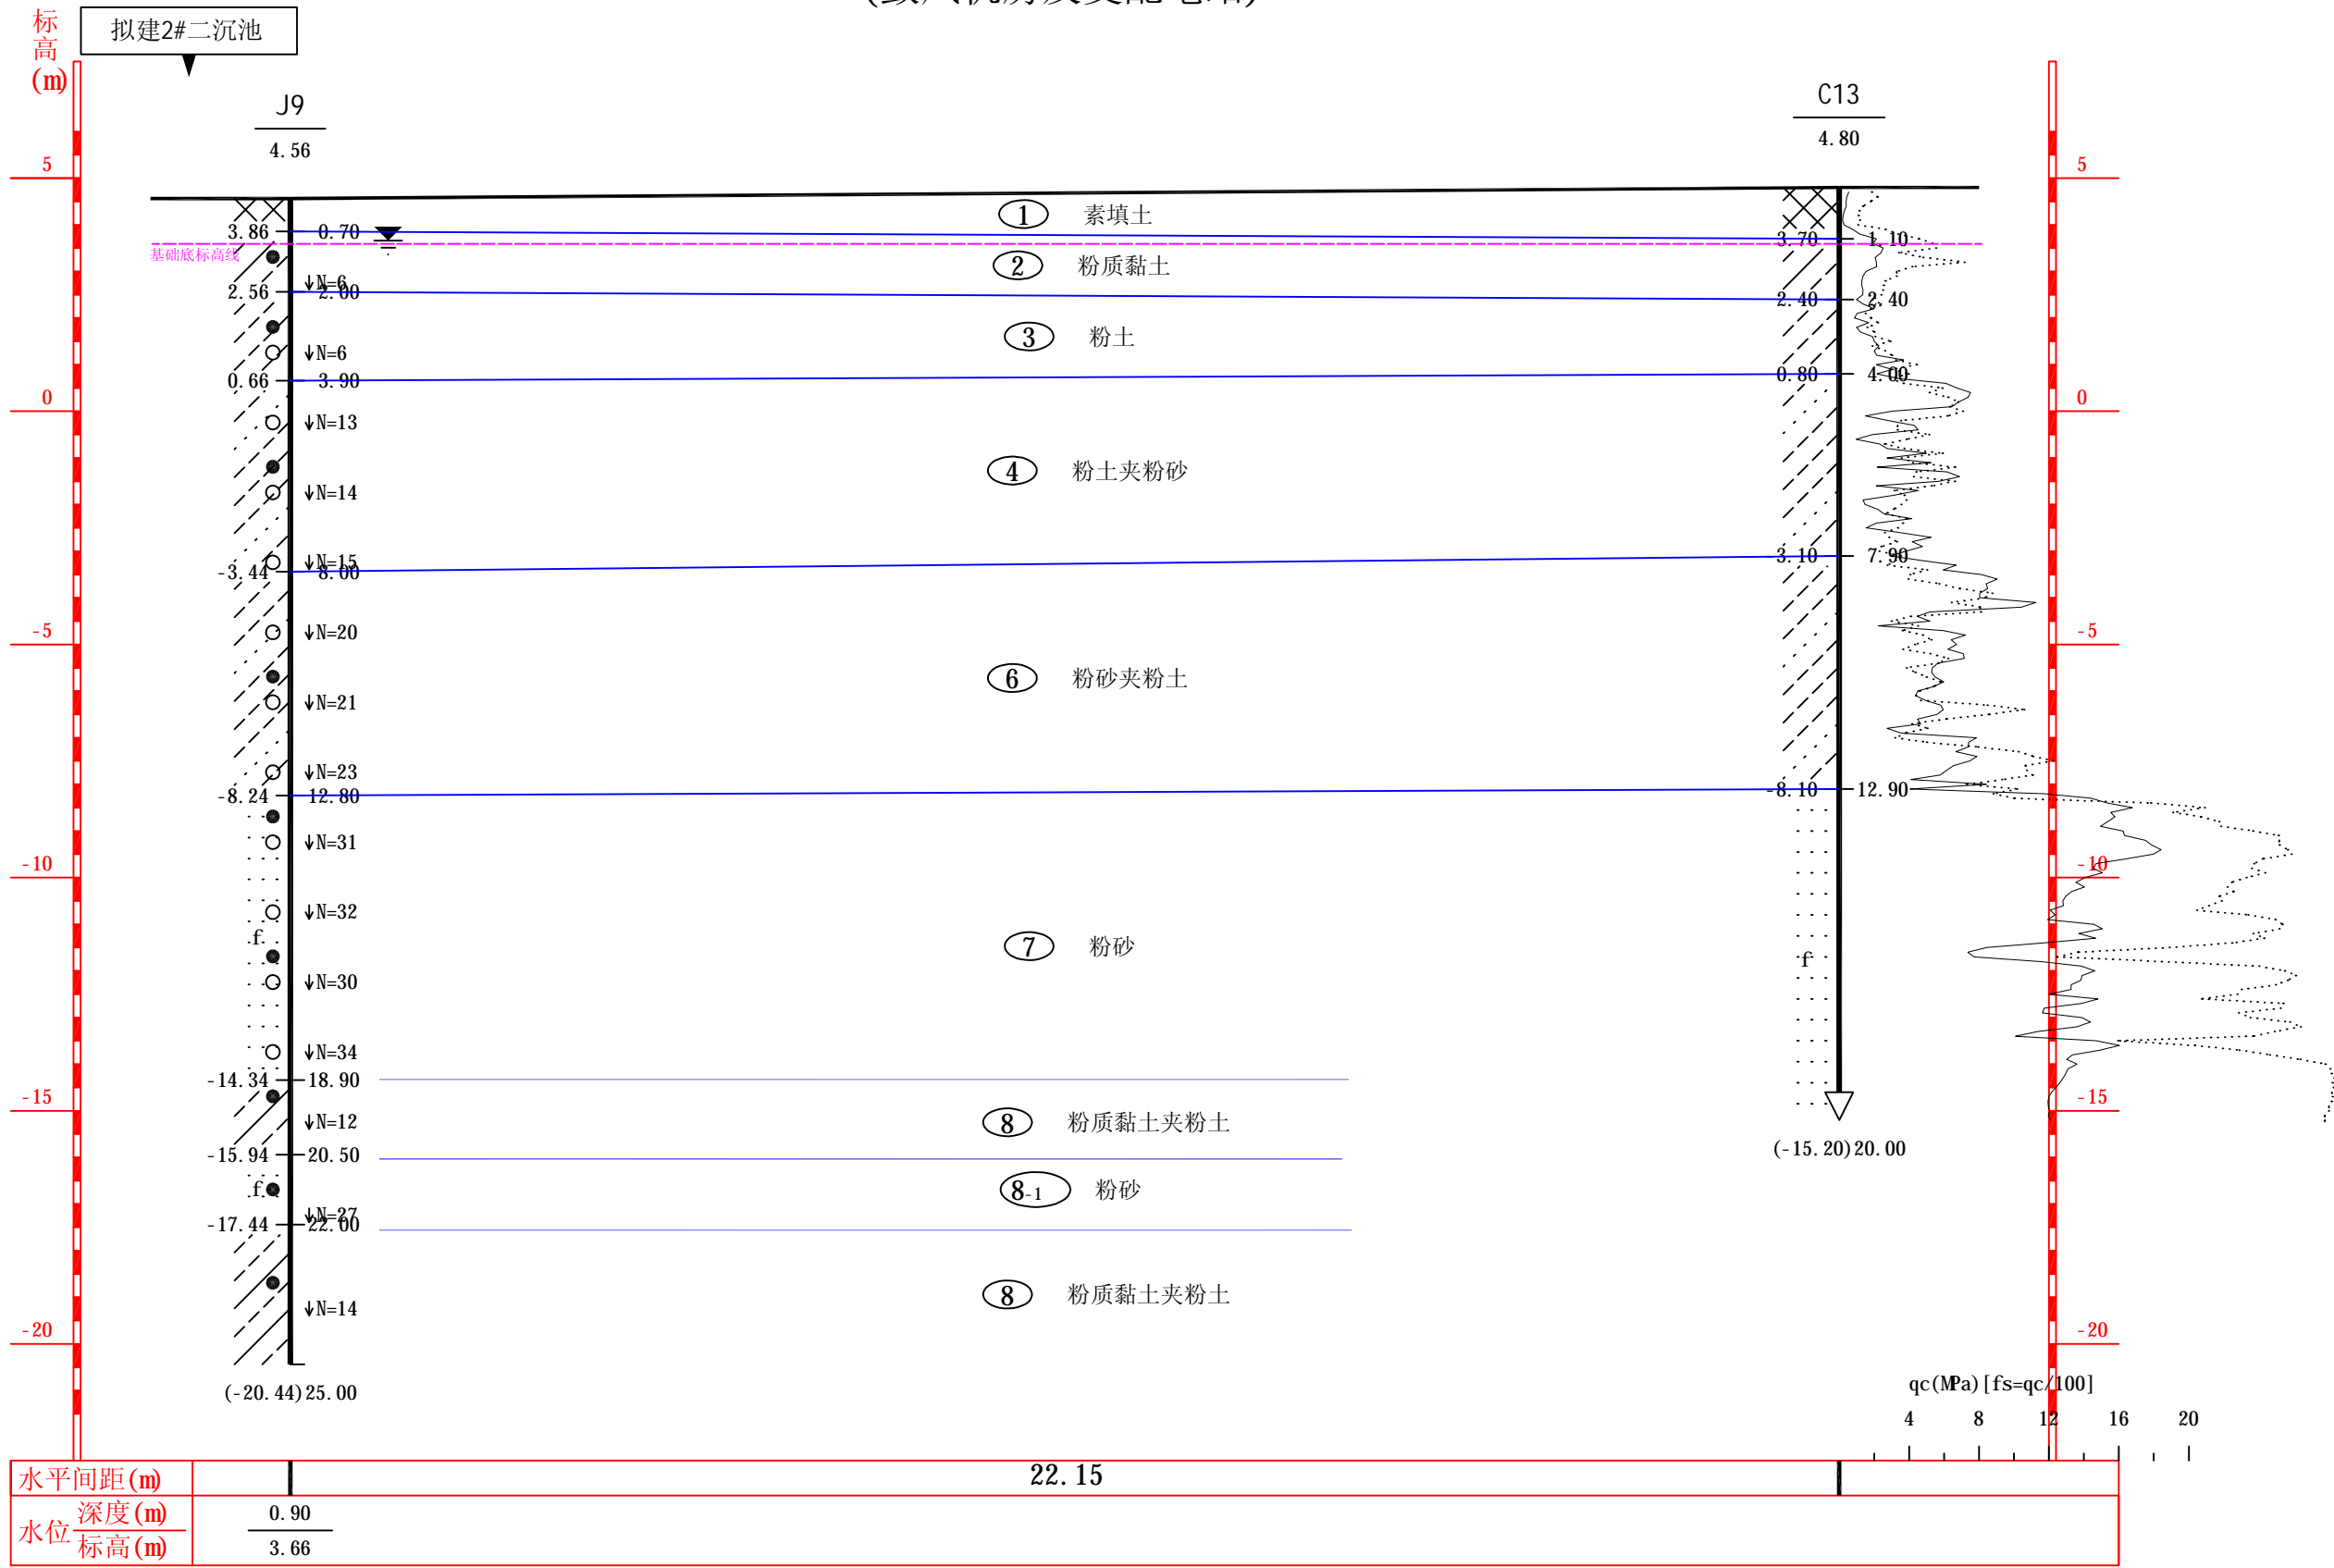 标高(m)
拟建2#二沉池
J9
4.56
C13
4.80
5
5
① 素填土
3.86 0.70
3.70 1.10
基础底标高线
② 粉质黏土
N=6
2.56 2.00
2.40 2.40
③ 粉土
N=6
0.66 3.90
0.80 4.00
0
0
N=13
④ 粉土夹粉砂
N=14
N=15
-3.44 8.00
-3.10 7.90
-5
-5
N=20
⑥ 粉砂夹粉土
N=21
N=23
-8.24 12.80
-8.10 12.90
N=31
-10
-10
N=32
f
⑦ 粉砂
f
N=30
N=34
-14.34 18.90
-15
-15
N=12
⑧ 粉质黏土夹粉土
-15.94 20.50
(-15.20)20.00
f
8-1 粉砂
N=27
-17.44 22.00
⑧ 粉质黏土夹粉土
N=14
-20
-20
(-20.44)25.00
qc(MPa)[fs=qc/100]
4 8 12 16 20
水平间距(m) 22.15
水位 深度(m) 0.90
标高(m) 3.66